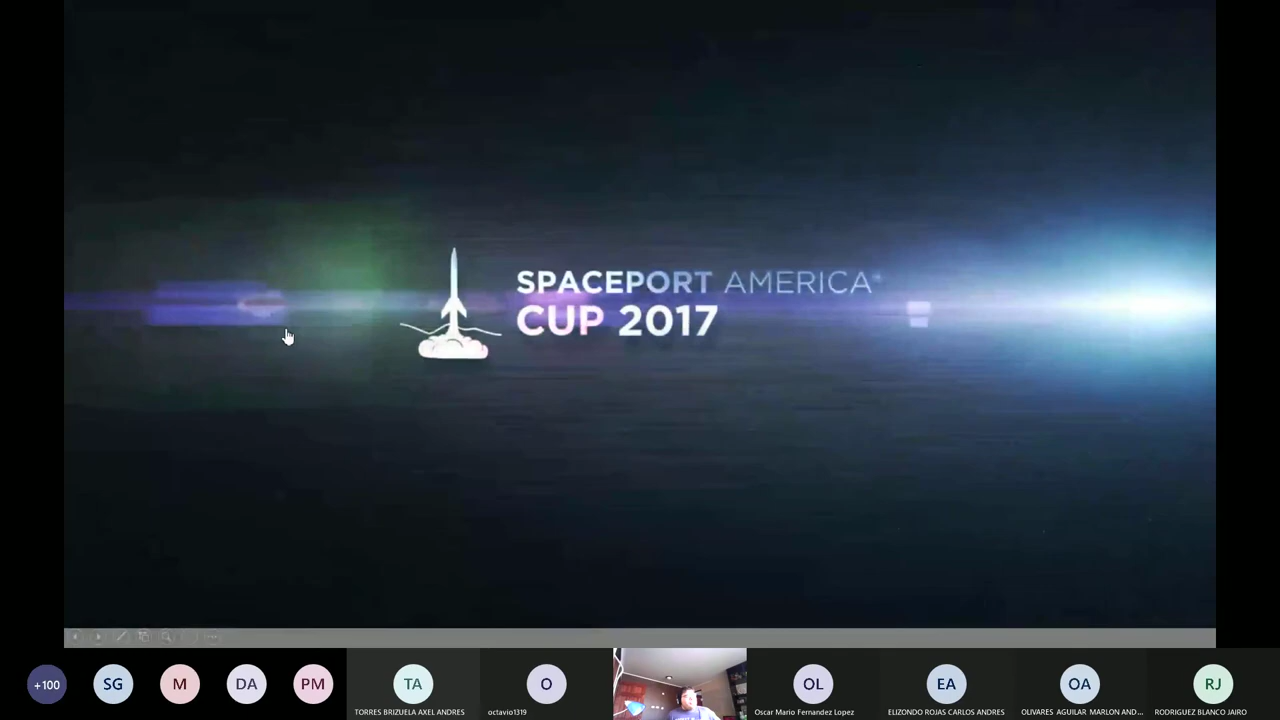 SPACEPORT AMERICA
CUP 2017
+100
SG
M
DA
PM
TA
O
OL
EA
OA
RJ
TORRES BRIZUELA AXEL ANDRES
octavio1319
Oscar Mario Fernandez Lopez
ELIZONDO ROJAS CARLOS ANDRES
OLIVARES AGUILAR MARLON AND...
RODRIGUEZ BLANCO JAIRO